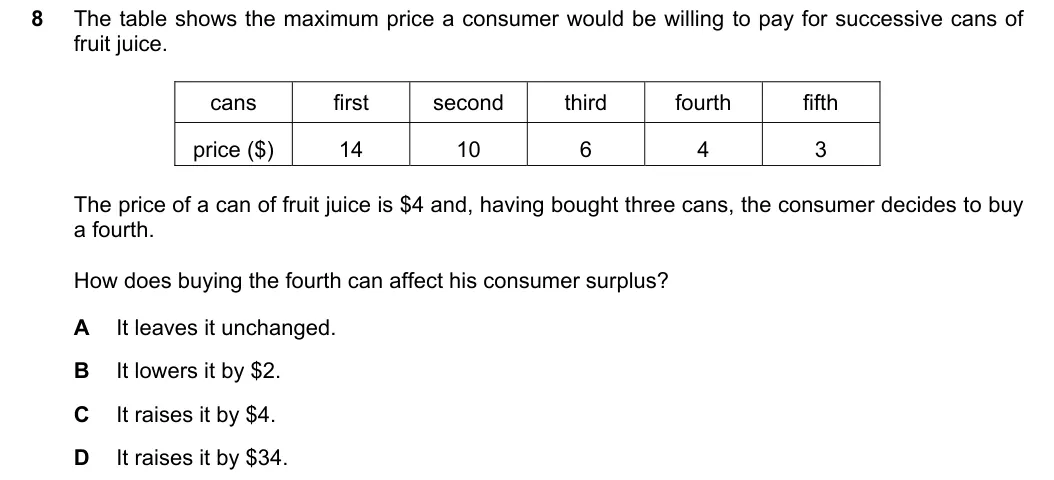 8 The table shows the maximum price a consumer would be willing to pay for successive cans of
fruit juice.
cans first second third fourth fifth
price ($) 14 10 6 4 3
The price of a can of fruit juice is $4 and, having bought three cans, the consumer decides to buy
a fourth.
How does buying the fourth can affect his consumer surplus?
A It leaves it unchanged.
B It lowers it by $2.
C It raises it by $4.
D It raises it by $34.